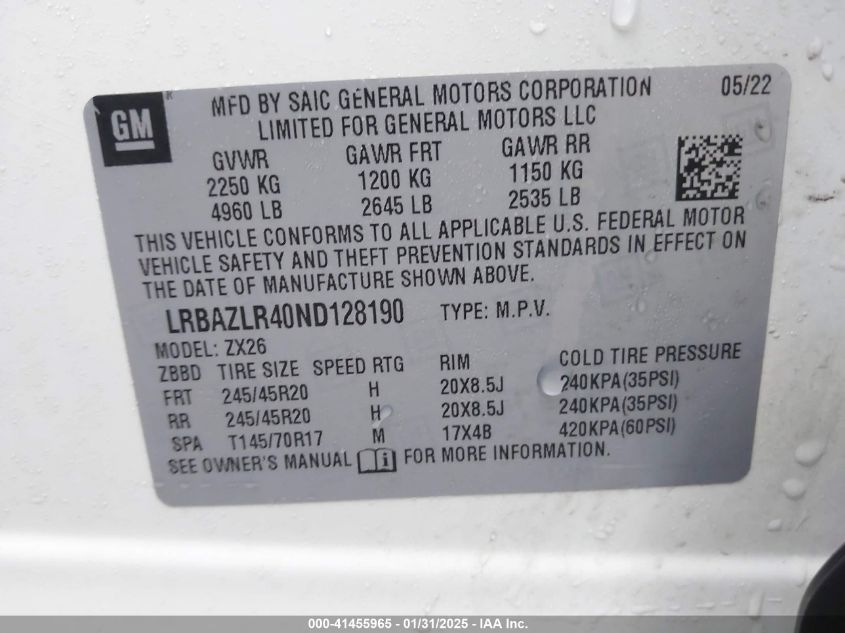 GM
MFD BY SAIC GENERAL MOTORS CORPORATION 05/22
LIMITED FOR GENERAL MOTORS LLC
GVWR GAWR FRT GAWR RR
2250 KG 1200 KG 1150 KG
4960 LB 2645 LB 2535 LB
THIS VEHICLE CONFORMS TO ALL APPLICABLE U.S. FEDERAL MOTOR
VEHICLE SAFETY AND THEFT PREVENTION STANDARDS IN EFFECT ON
THE DATE OF MANUFACTURE SHOWN ABOVE.
LRBAZLR40ND128190 TYPE: M.P.V.
MODEL: ZX26
ZBBD TIRE SIZE SPEED RTG RIM COLD TIRE PRESSURE
FRT 245/45R20 H 20X8.5J 240KPA(35PSI)
RR 245/45R20 H 20X8.5J 240KPA(35PSI)
SPA T145/70R17 M 17X4B 420KPA(60PSI)
SEE OWNER'S MANUAL i FOR MORE INFORMATION.
000-41455965 - 01/31/2025 - IAA Inc.